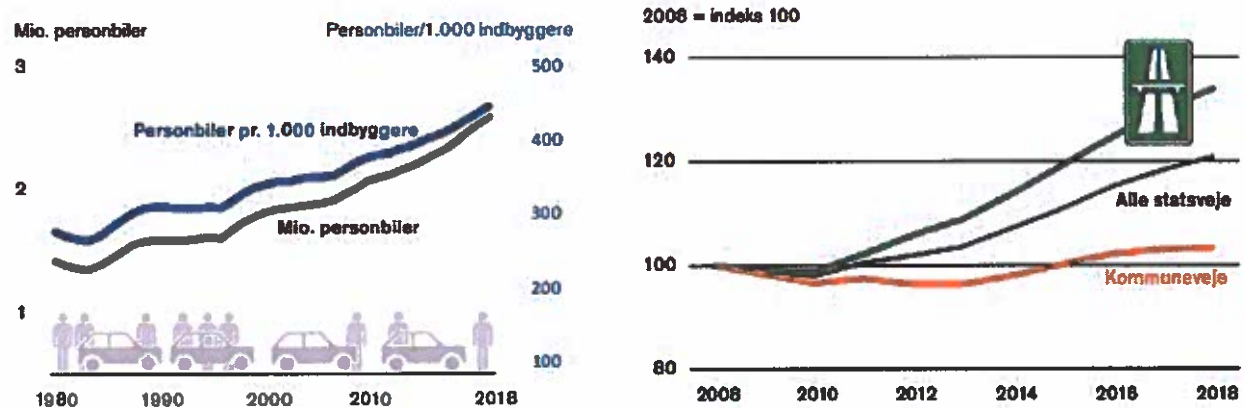 Mio. personbiler
Personbiler/1.000 indbyggere
3
500
Personbiler pr. 1.000 indbyggere
400
2
300
Mio. personbiler
200
1
100
1980 1990 2000 2010 2018
2008 = indeks 100
140
120
Alle statsveje
100
Kommuneveje
80
2008 2010 2012 2014 2016 2018